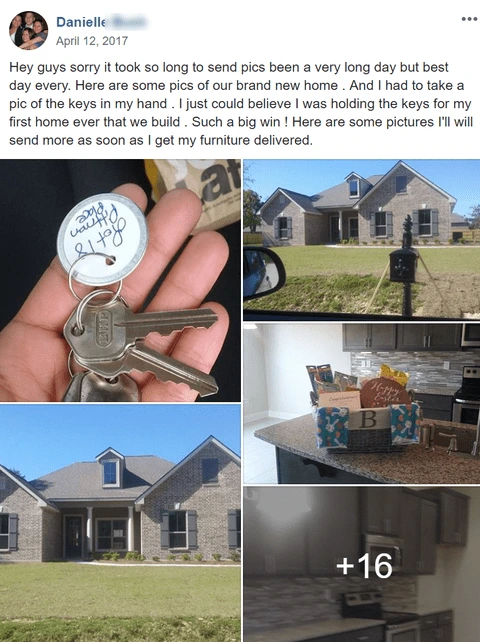 Danielle
April 12, 2017
Hey guys sorry it took so long to send pics been a very long day but best
day every. Here are some pics of our brand new home . And I had to take a
pic of the keys in my hand . I just could believe I was holding the keys for my
first home ever that we build . Such a big win ! Here are some pictures I'll will
send more as soon as I get my furniture delivered.
Lot 18
Pitman
place
Happy
Easter
B
+16